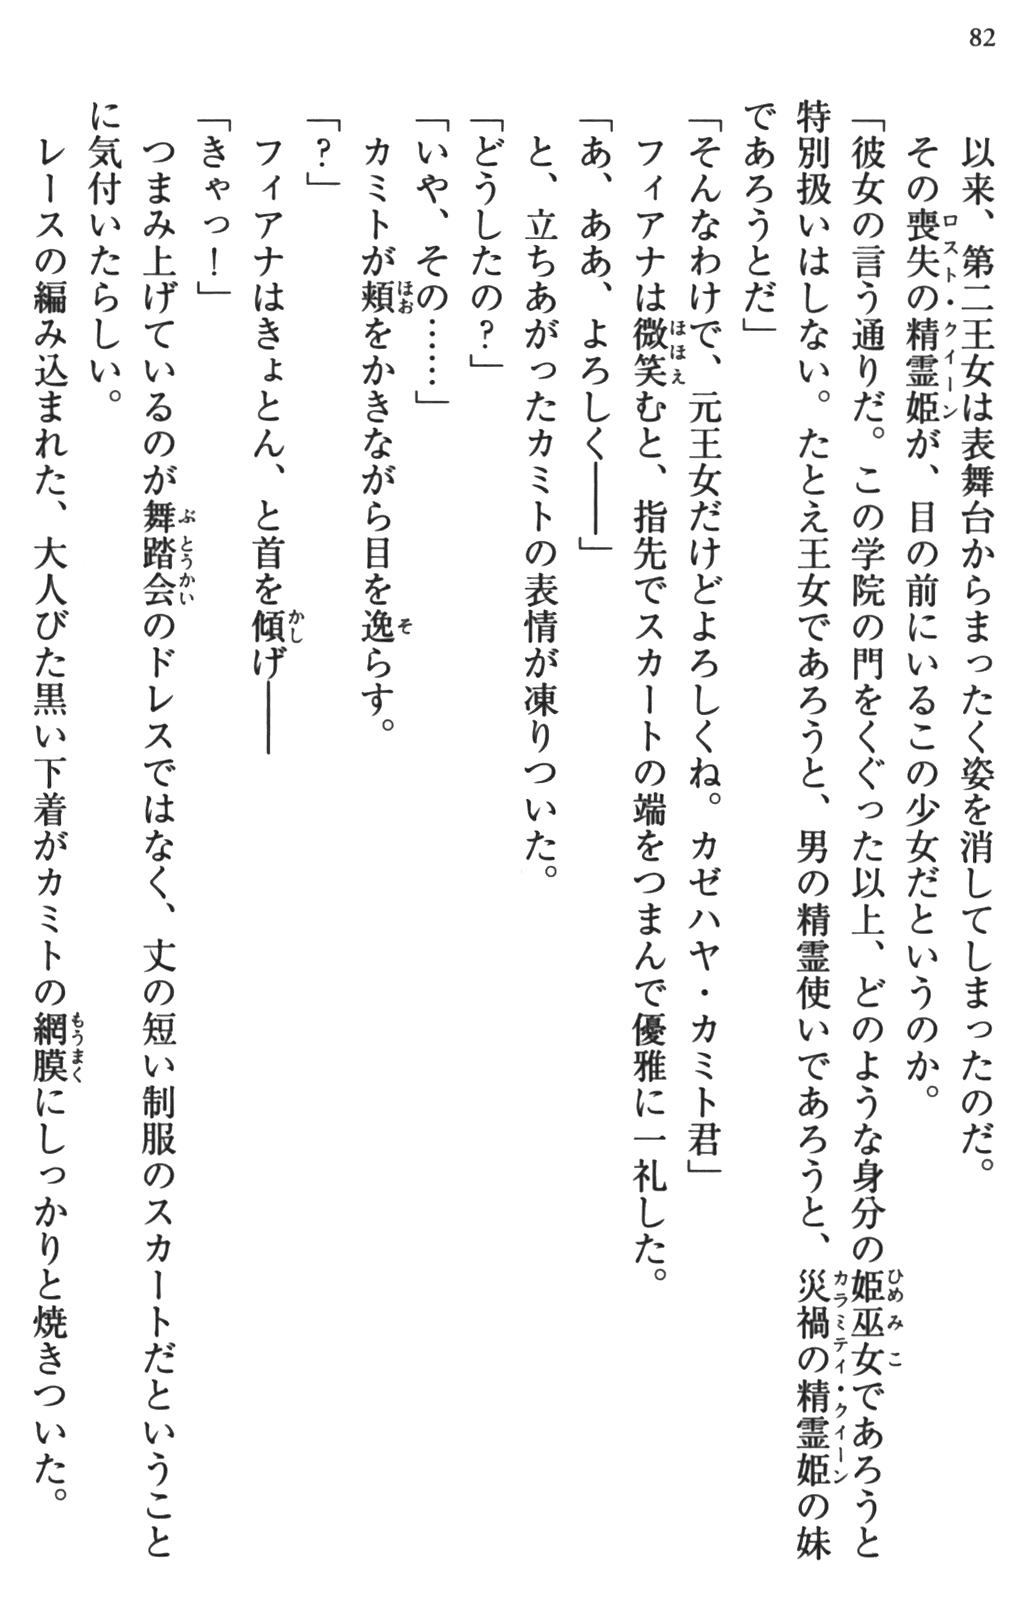 82
以来、第二王女は表舞台からまったく姿を消してしまったのだ。
その喪失の精霊姫が、目の前にいるこの少女だというのか。
ロスト・クイーン
「彼女の言う通りだ。この学院の門をくぐった以上、どのような身分の姫巫女であろうと
ひめみこ
特別扱いはしない。たとえ王女であろうと、男の精霊使いであろうと、災禍の精霊姫の妹
カラミティ・クイーン
であろうとだ」
「そんなわけで、元王女だけどよろしくね。カゼハヤ・カミト君」
フィアナは微笑むと、指先でスカートの端をつまんで優雅に一礼した。
ほほえ
「あ、ああ、よろしく――」
と、立ちあがったカミトの表情が凍りついた。
「どうしたの？」
「いや、その……」
カミトが頬をかきながら目を逸らす。
ほお
そ
「？」
フィアナはきょとん、と首を傾げ――
かし
「きゃっ！」
つまみ上げているのが舞踏会のドレスではなく、丈の短い制服のスカートだということ
ぶとうかい
に気付いたらしい。
レースの編み込まれた、大人びた黒い下着がカミトの網膜にしっかりと焼きついた。
もうまく